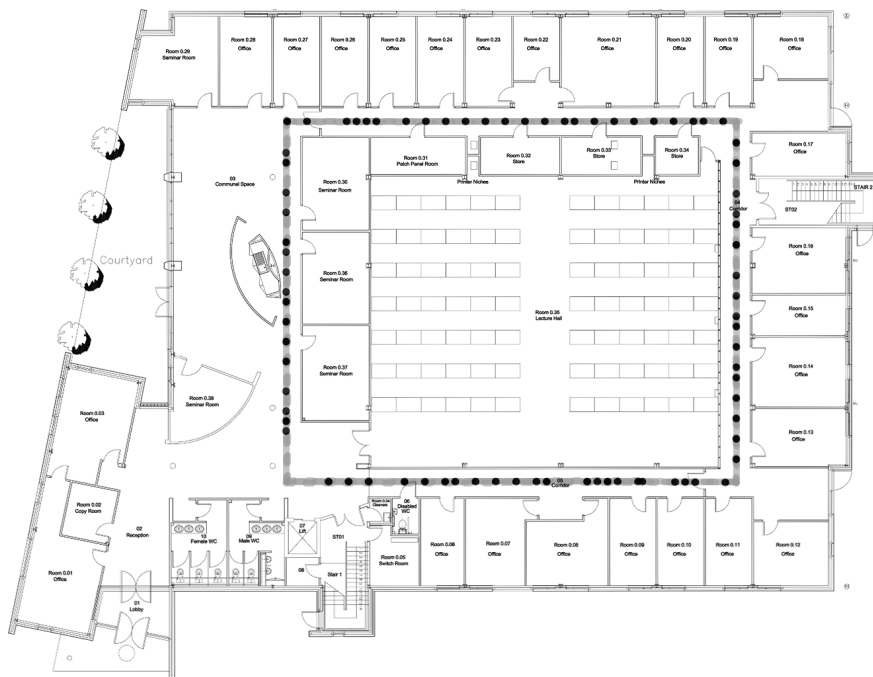 Room 0.29
Seminar Room
Room 0.28
Office
Room 0.27
Office
Room 0.26
Office
Room 0.25
Office
Room 0.24
Office
Room 0.23
Office
Room 0.22
Office
Room 0.21
Office
Room 0.20
Office
Room 0.19
Office
Room 0.18
Office
Room 0.17
Office
03
Communal Space
Room 0.30
Seminar Room
Room 0.31
Patch Panel Room
Room 0.32
Store
Room 0.33
Store
Room 0.34
Store
Printer Niches
Printer Niches
Corridor
STAIR 2
ST02
Courtyard
Room 0.36
Seminar Room
Room 0.16
Office
Room 0.35
Lecture Hall
Room 0.15
Office
Room 0.37
Seminar Room
Room 0.14
Office
Room 0.38
Seminar Room
Room 0.03
Office
Room 0.13
Office
05
Corridor
Room 0.02
Copy Room
02
Reception
10
Female WC
09
Male WC
07
Lift
08
ST01
Stair 1
Cleaners
06
Disabled
WC
Room 0.05
Switch Room
Room 0.06
Office
Room 0.07
Office
Room 0.08
Office
Room 0.09
Office
Room 0.10
Office
Room 0.11
Office
Room 0.12
Office
Room 0.01
Office
01
Lobby